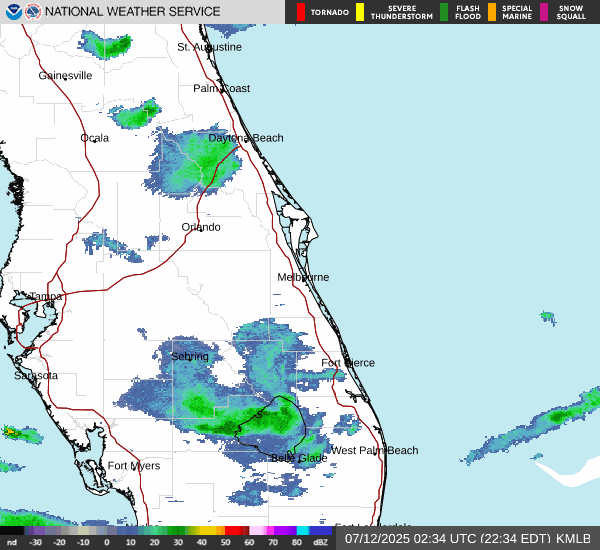 NATIONAL WEATHER SERVICE
TORNADO
SEVERE THUNDERSTORM
FLASH FLOOD
SPECIAL MARINE
SNOW SQUALL
St. Augustine
Gainesville
Palm Coast
Ocala
Daytona Beach
Orlando
Melbourne
Tampa
Sebring
Fort Pierce
Sarasota
West Palm Beach
Belle Glade
Fort Myers
Fort Lauderdale
nd -30 -20 -10 0 10 20 30 40 50 60 70 80 dBZ
07/12/2025 02:34 UTC (22:34 EDT) KMLB